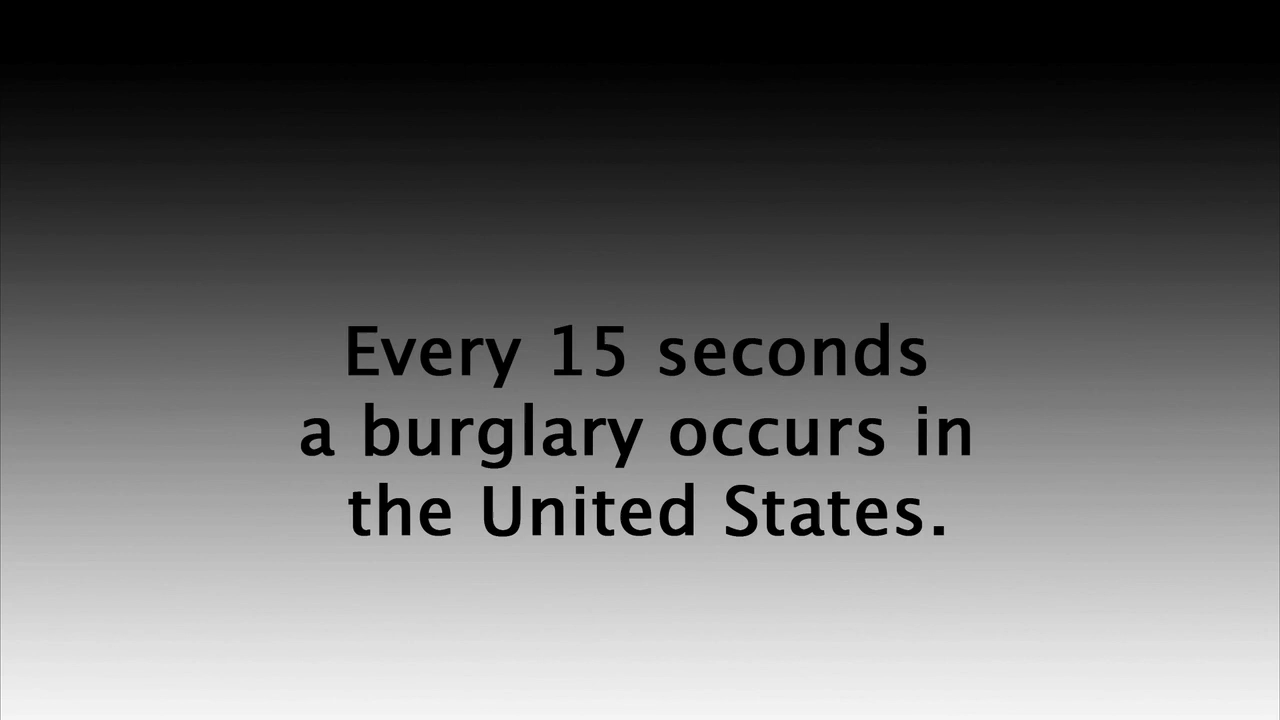 Every 15 seconds
a burglary occurs in
the United States.